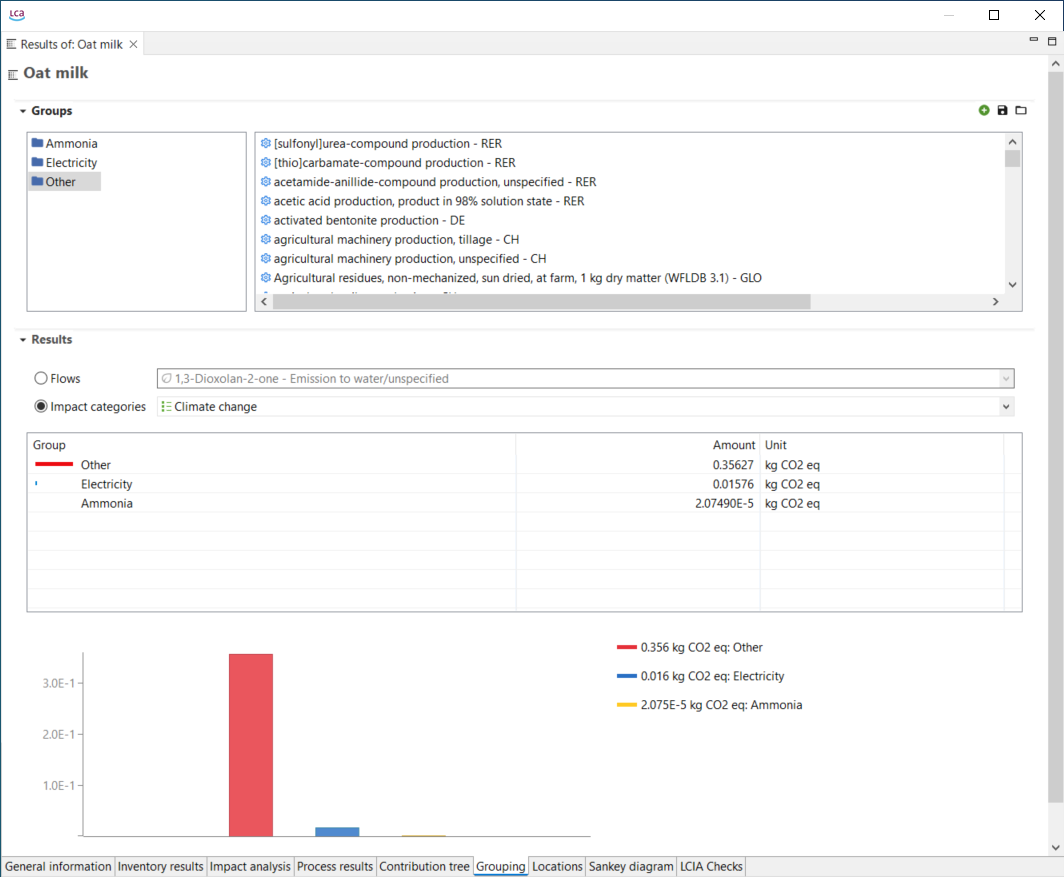 LCA
Results of: Oat milk
Oat milk
Groups
Ammonia
Electricity
Other
[sulfonyl]urea-compound production - RER
[thio]carbamate-compound production - RER
acetamide-anillide-compound production, unspecified - RER
acetic acid production, product in 98% solution state - RER
activated bentonite production - DE
agricultural machinery production, tillage - CH
agricultural machinery production, unspecified - CH
Agricultural residues, non-mechanized, sun dried, at farm, 1 kg dry matter (WFLDB 3.1) - GLO
Results
Flows 1,3-Dioxolan-2-one - Emission to water/unspecified
Impact categories Climate change
Group Amount Unit
Other 0.35627 kg CO2 eq
Electricity 0.01576 kg CO2 eq
Ammonia 2.07490E-5 kg CO2 eq
3.0E-1
2.0E-1
1.0E-1
0.356 kg CO2 eq: Other
0.016 kg CO2 eq: Electricity
2.075E-5 kg CO2 eq: Ammonia
General information Inventory results Impact analysis Process results Contribution tree Grouping Locations Sankey diagram LCIA Checks